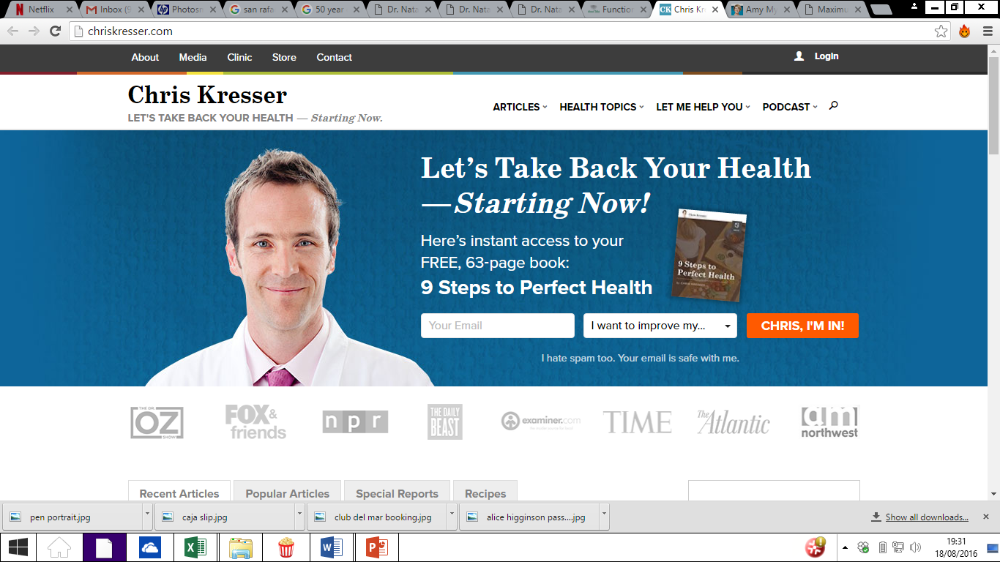 Netflix
Inbox (9
Photosm
san rafa
50 year
Dr. Nata
Dr. Nata
Dr. Nata
Function
CK Chris Kr
Amy My
Maximu
chriskresser.com
About Media Clinic Store Contact Login
Chris Kresser
LET'S TAKE BACK YOUR HEALTH — Starting Now.
ARTICLES HEALTH TOPICS LET ME HELP YOU PODCAST
Let's Take Back Your Health
—Starting Now!
Here's instant access to your
FREE, 63-page book:
9 Steps to Perfect Health
Chris Kresser
9 Steps to
Perfect Health
Your Email I want to improve my... CHRIS, I'M IN!
I hate spam too. Your email is safe with me.
THE DR.
OZ
SHOW
FOX&
friends
npr
THE DAILY
BEAST
examiner.com
TIME
The Atlantic
am
northwest
Recent Articles Popular Articles Special Reports Recipes
pen portrait.jpg caja slip.jpg club del mar booking.jpg alice higginson pass....jpg Show all downloads...
19:31
18/08/2016